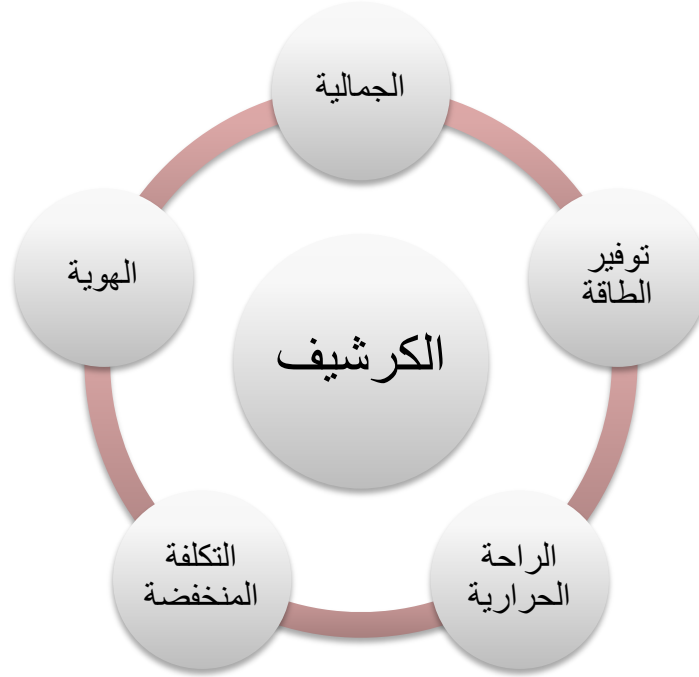 الجمالية
توفير
الطاقة
الراحة
الحرارية
التكلفة
المنخفضة
الهوية
الكرشيف